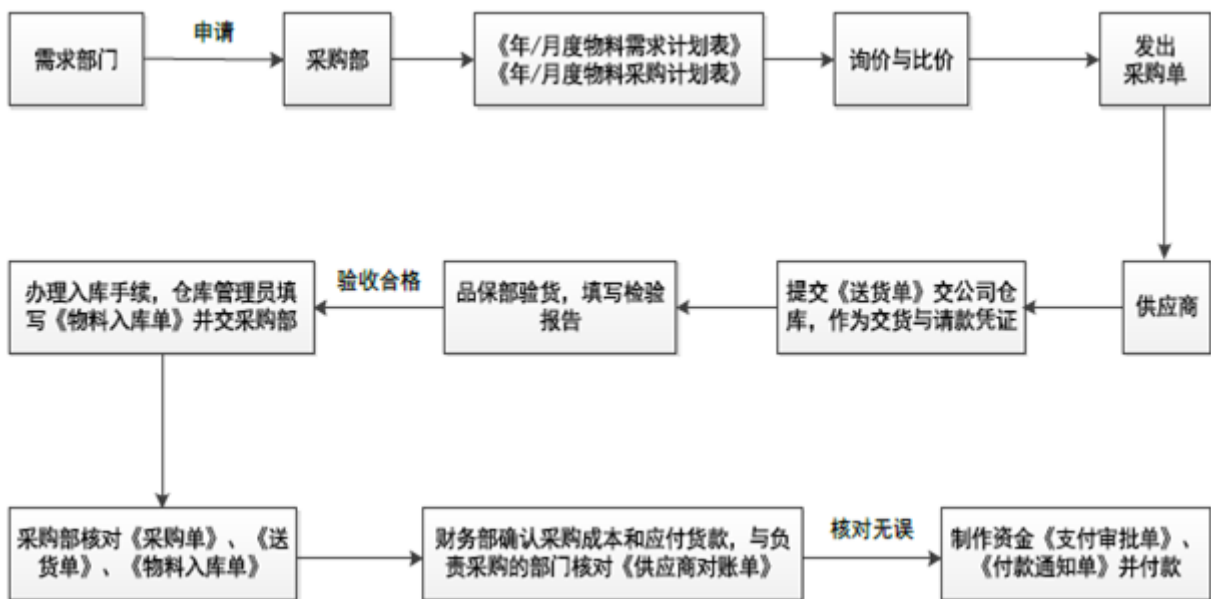 需求部门
申请
采购部
《年/月度物料需求计划表》
《年/月度物料采购计划表》
询价与比价
发出
采购单
供应商
提交《送货单》交公司仓
库，作为交货与请款凭证
品保部验货，填写检验
报告
验收合格
办理入库手续，仓库管理员填
写《物料入库单》并交采购部
采购部核对《采购单》、《送
货单》、《物料入库单》
财务部确认采购成本和应付货款，与负
责采购的部门核对《供应商对账单》
核对无误
制作资金《支付审批单》、
《付款通知单》并付款